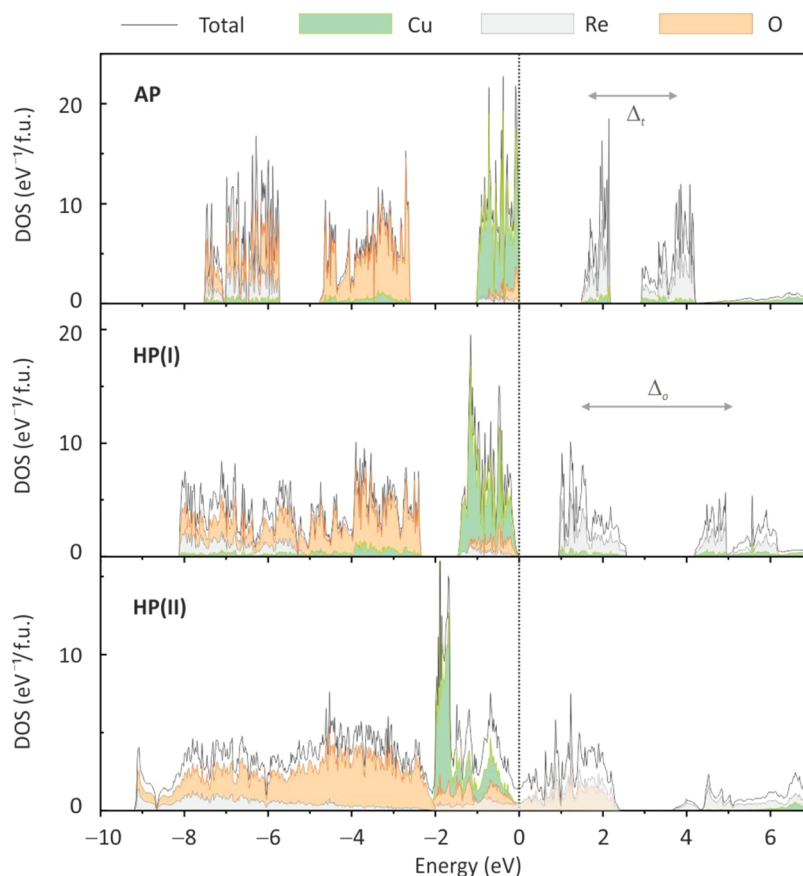 Total Cu Re O
AP
Δt
DOS (eV⁻¹/f.u.)
20
10
0
HP(I)
Δo
DOS (eV⁻¹/f.u.)
20
10
0
HP(II)
DOS (eV⁻¹/f.u.)
10
0
−10 −8 −6 −4 −2 0 2 4 6
Energy (eV)